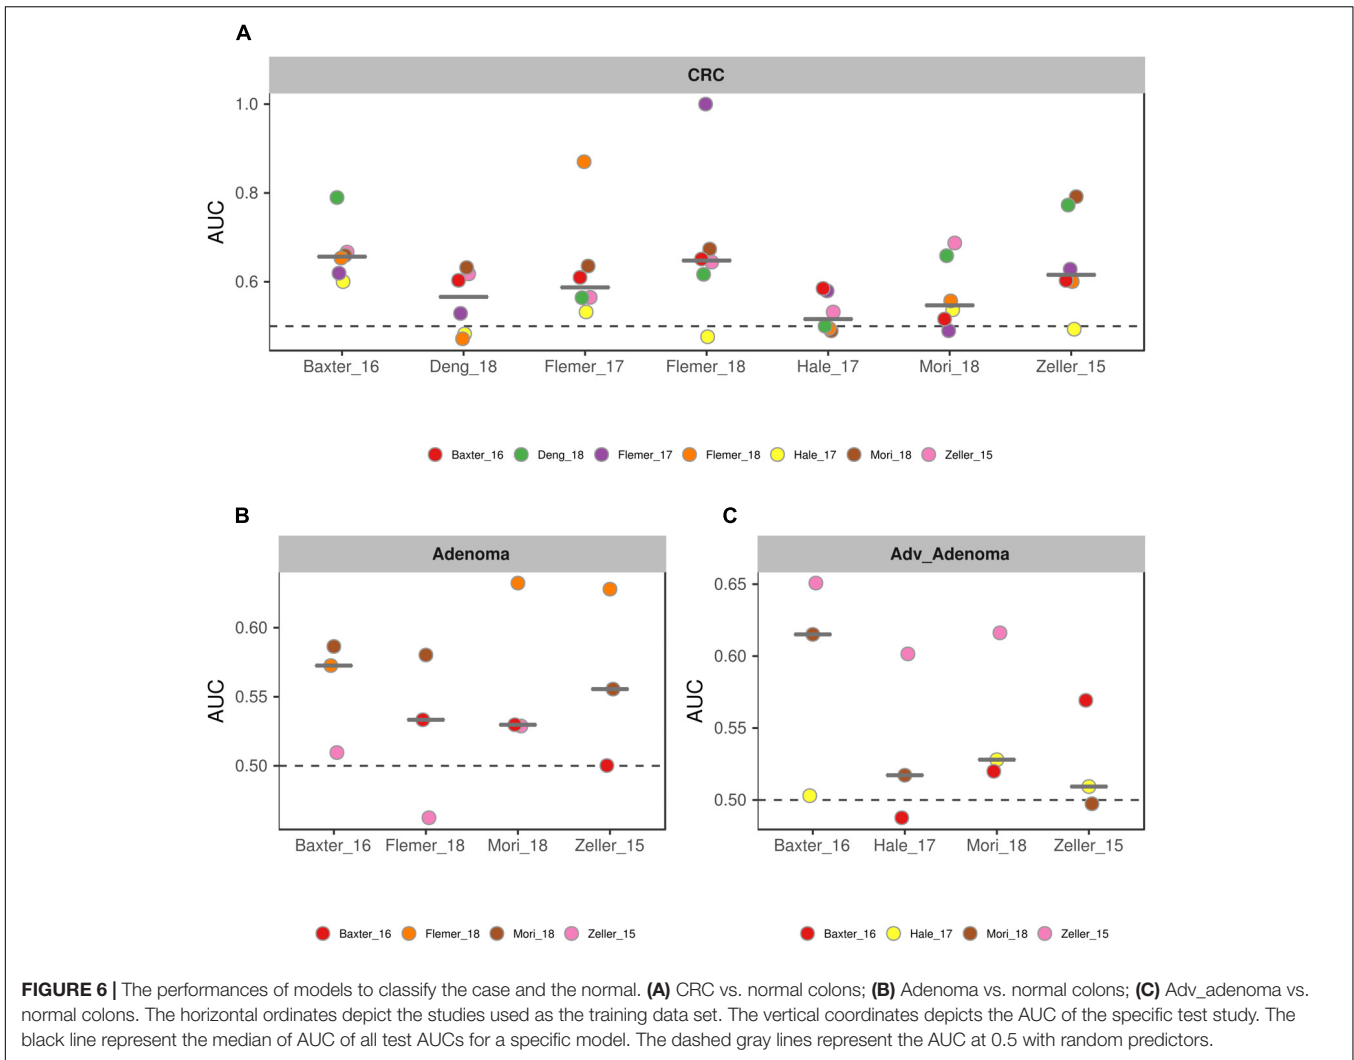 A
CRC
AUC
1.0
0.8
0.6
Baxter_16 Deng_18 Flemer_17 Flemer_18 Hale_17 Mori_18 Zeller_15
Baxter_16 Deng_18 Flemer_17 Flemer_18 Hale_17 Mori_18 Zeller_15
B
Adenoma
AUC
0.60
0.55
0.50
Baxter_16 Flemer_18 Mori_18 Zeller_15
Baxter_16 Flemer_18 Mori_18 Zeller_15
C
Adv_Adenoma
AUC
0.65
0.60
0.55
0.50
Baxter_16 Hale_17 Mori_18 Zeller_15
Baxter_16 Hale_17 Mori_18 Zeller_15
FIGURE 6 | The performances of models to classify the case and the normal. (A) CRC vs. normal colons; (B) Adenoma vs. normal colons; (C) Adv_adenoma vs.
normal colons. The horizontal ordinates depict the studies used as the training data set. The vertical coordinates depicts the AUC of the specific test study. The
black line represent the median of AUC of all test AUCs for a specific model. The dashed gray lines represent the AUC at 0.5 with random predictors.